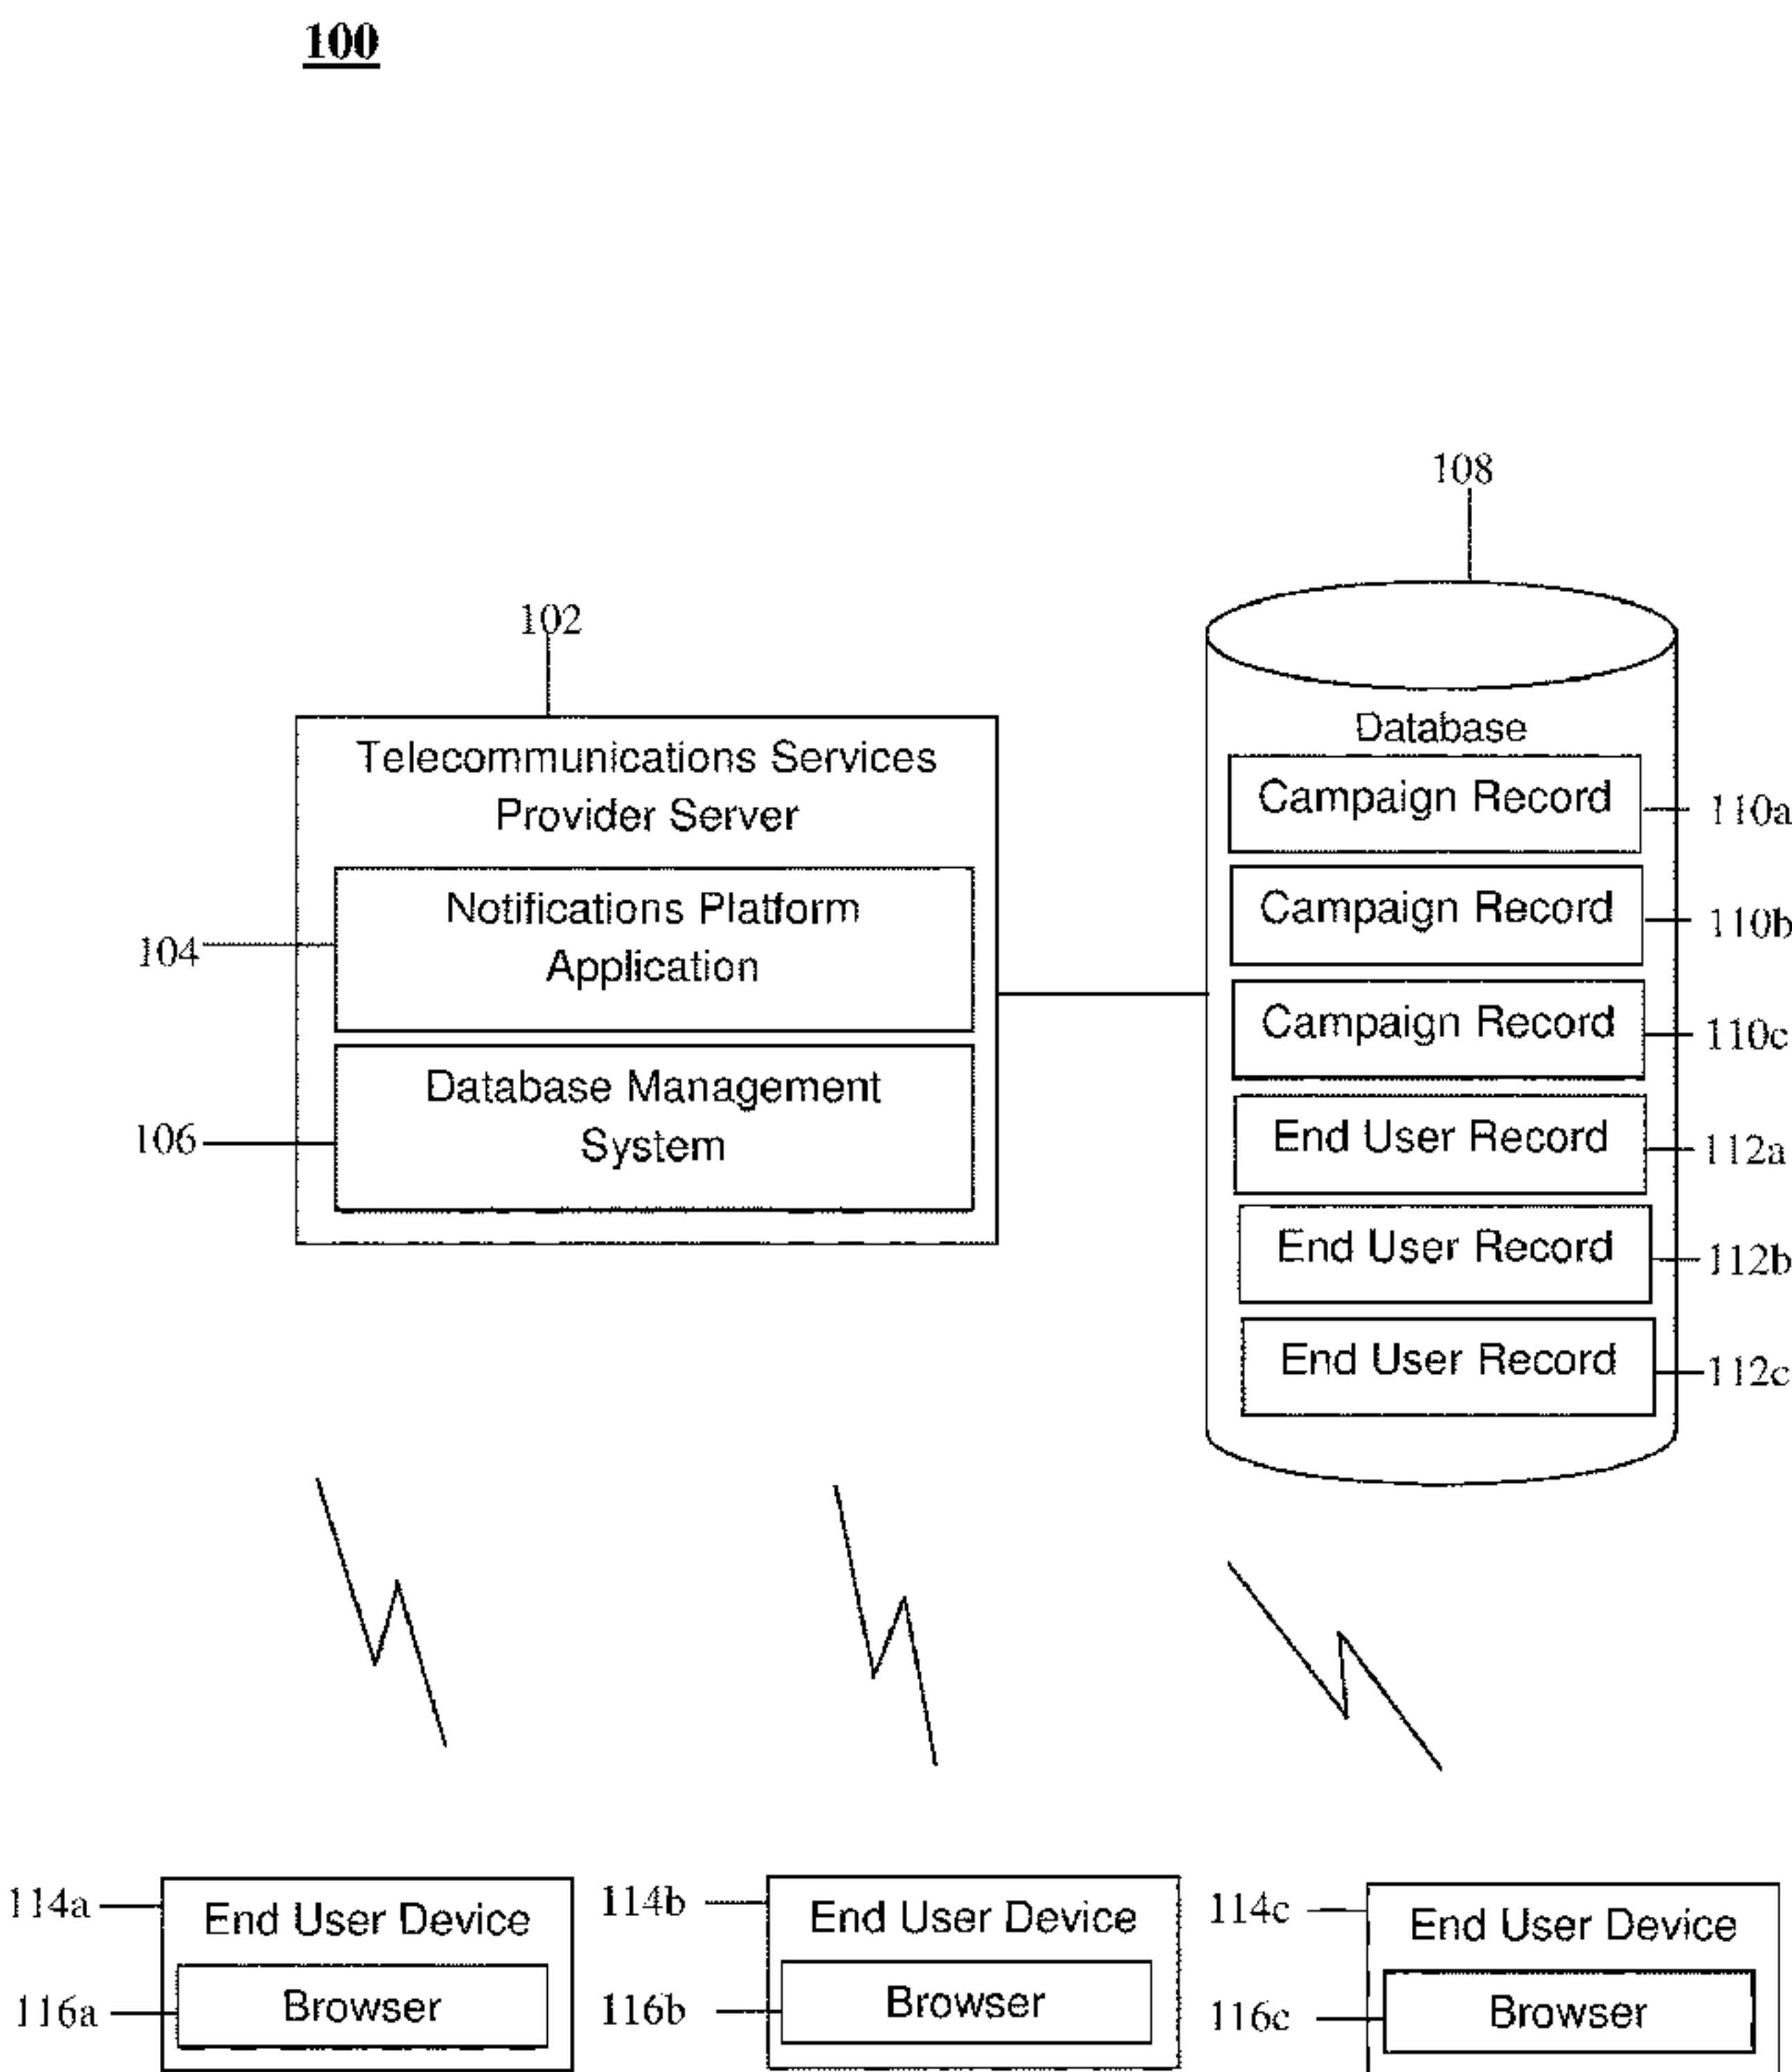 100
108
102
Database
Telecommunications Services
Provider Server
Campaign Record
110a
Notifications Platform
Application
104
Campaign Record
110b
Campaign Record
110c
Database Management
System
106
End User Record
112a
End User Record
112b
End User Record
112c
114a
End User Device
116a
Browser
114b
End User Device
116b
Browser
114c
End User Device
116c
Browser